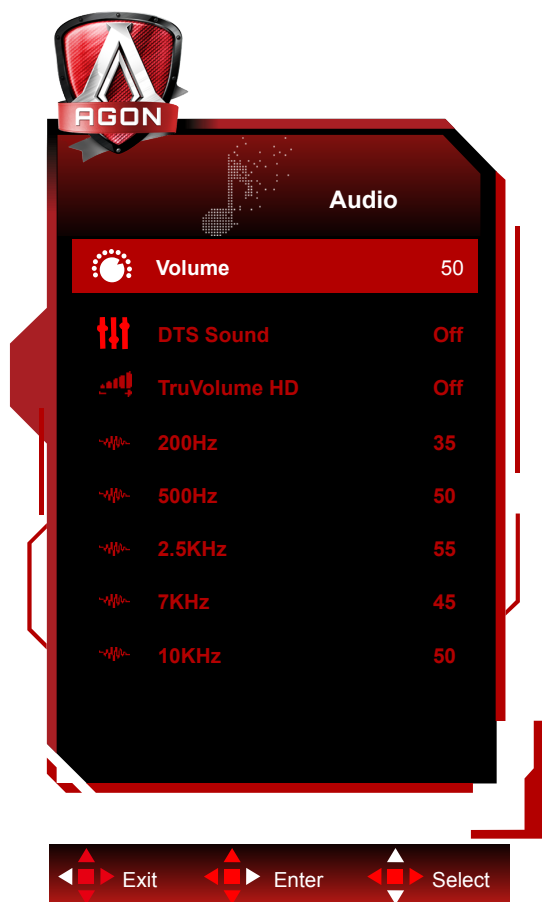 AGON
Audio
Volume 50
DTS Sound Off
TruVolume HD Off
200Hz 35
500Hz 50
2.5KHz 55
7KHz 45
10KHz 50
Exit Enter Select